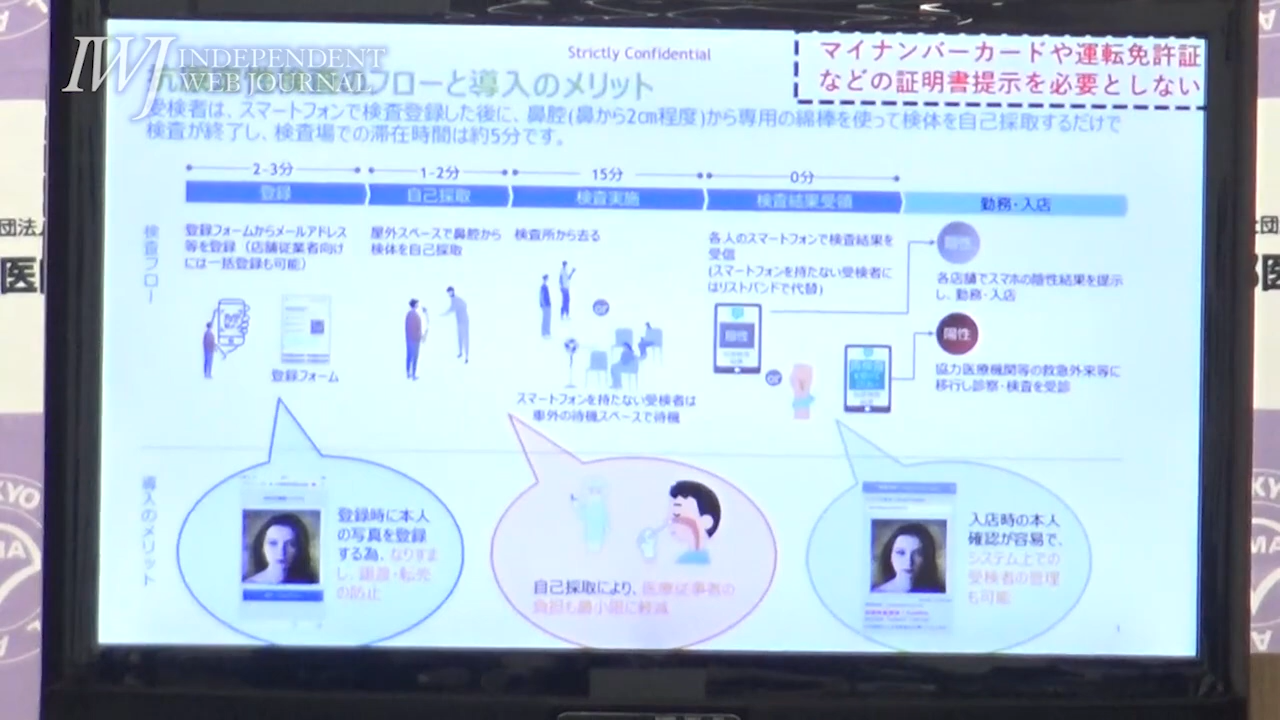 IWJ INDEPENDENT
WEB JOURNAL
Strictly Confidential
マイナンバーカードや運転免許証
などの証明書提示を必要としない
フローと導入のメリット
受検者は、スマートフォンで検査登録した後に、鼻腔(鼻から2㎝程度)から専用の綿棒を使って検体を自己採取するだけで
検査が終了し、検査場での滞在時間は約5分です。
2-3分
1-2分
15分
0分
登録
自己採取
検査実施
検査結果受領
勤務・入店
検査フロー
登録フォームからメールアドレス
等を登録（店舗従業者向け
には一括登録も可能）
登録フォーム
屋外スペースで鼻腔から
検体を自己採取
検査所から去る
or
スマートフォンを持たない受検者は
車外の待機スペースで待機
各人のスマートフォンで検査結果を
受信
(スマートフォンを持たない受検者に
はリストバンドで代替)
陰性
or
陰性
各店舗でスマホの陰性結果を提示
し、勤務・入店
陽性
協力医療機関等の救急外来等に
移行し診察・検査を受診
導入のメリット
登録時に本人
の写真を登録
する為、なりすま
し、譲渡・転売
の防止
自己採取により、医療従事者の
負担も最小限に軽減
入店時の本人
確認が容易で、
システム上での
受検者の管理
も可能
1
団法
医
KYO
MA